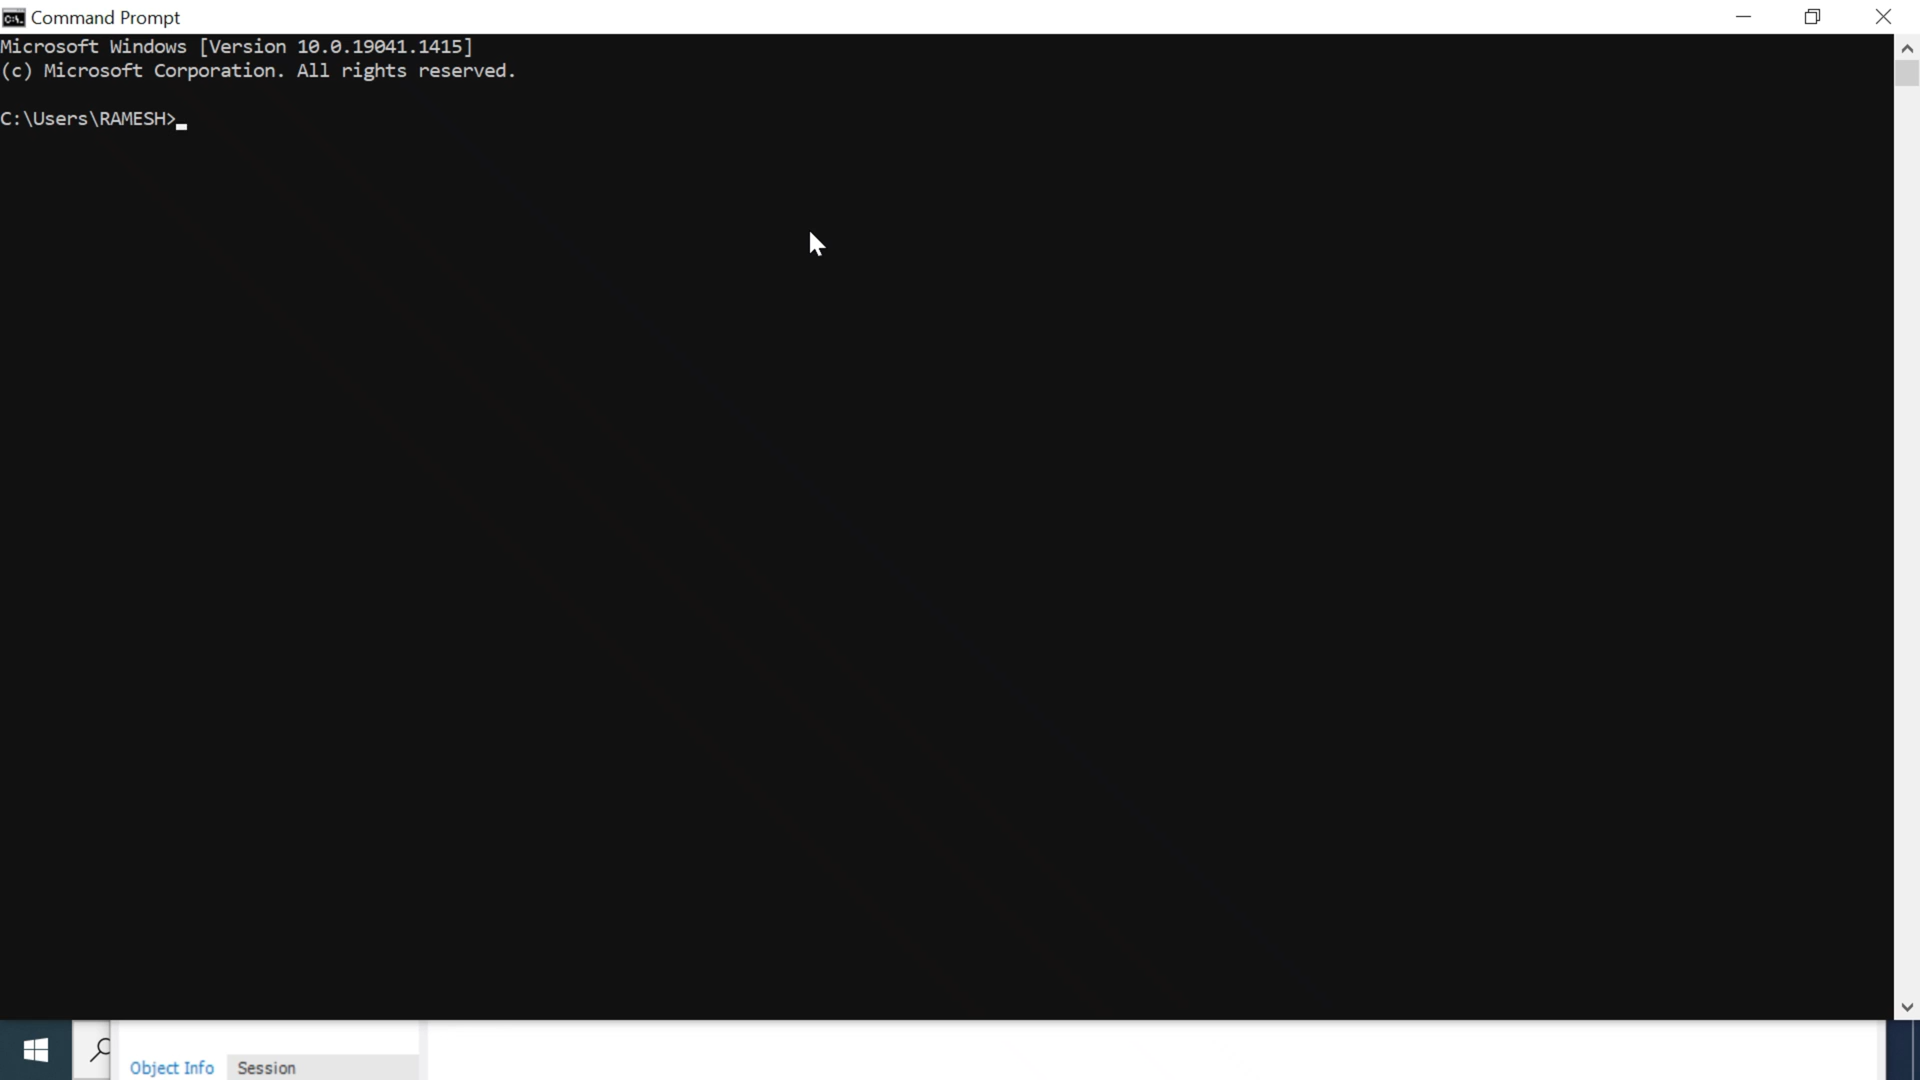 Command Prompt
Microsoft Windows [Version 10.0.19041.1415]
(c) Microsoft Corporation. All rights reserved.
C:\Users\RAMESH>
Object Info Session